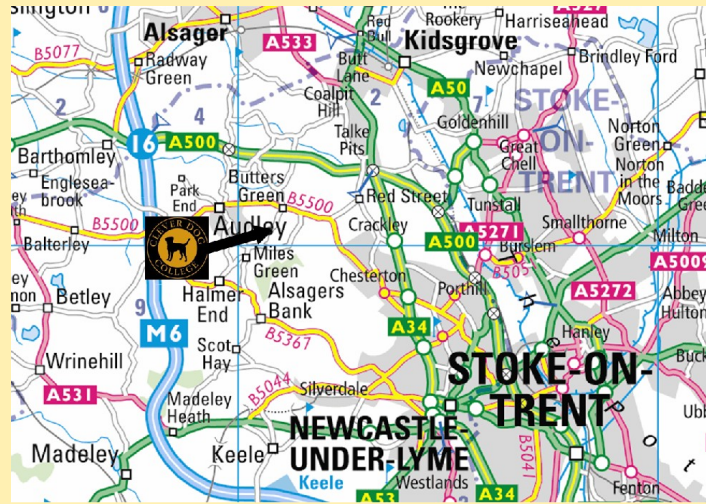 Alsager
A533
Red
Bull
The
Rookery
Harriseahead
A527
B5077
Radway
Green
Butt
Lane
Kidsgrove
Newchapel
Brindley Ford
Coalpit
Hill
2
4
2
A50
7
STOKE-
ON-
TRENT
Goldenhill
Great
Chell
Norton
Green
Norton
in the
Moors
16
A500
Talke
Pits
Barthomley
Englesea-
brook
Park
End
Butters
Green
B5500
Red Street
Tunstall
Smallthorne
B5500
Balterley
CLEVER DOG
COLLEGE
Audley
Crackley
A500
A5271
Burslem
Milton
Miles
Green
Chesterton
Porthill
A5009
A5272
Betley
9
Halmer
End
Alsagers
Bank
Abbey
Hulton
M6
A34
Hanley
Wrinehill
Scot
Hay
B5367
STOKE-ON-
TRENT
A531
Madeley
Heath
B5044
Silverdale
NEWCASTLE-
UNDER-LYME
B5041
Madeley
Keele
Keele
Westlands
A53
2
A34
Fenton